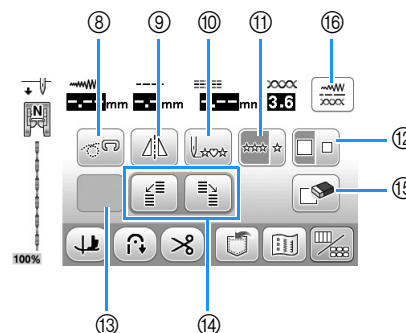 ⑧ ⑨ ⑩ ⑪ ⑯
mm mm mm 3.6
N
⑫
⑮
100%
⑬ ⑭